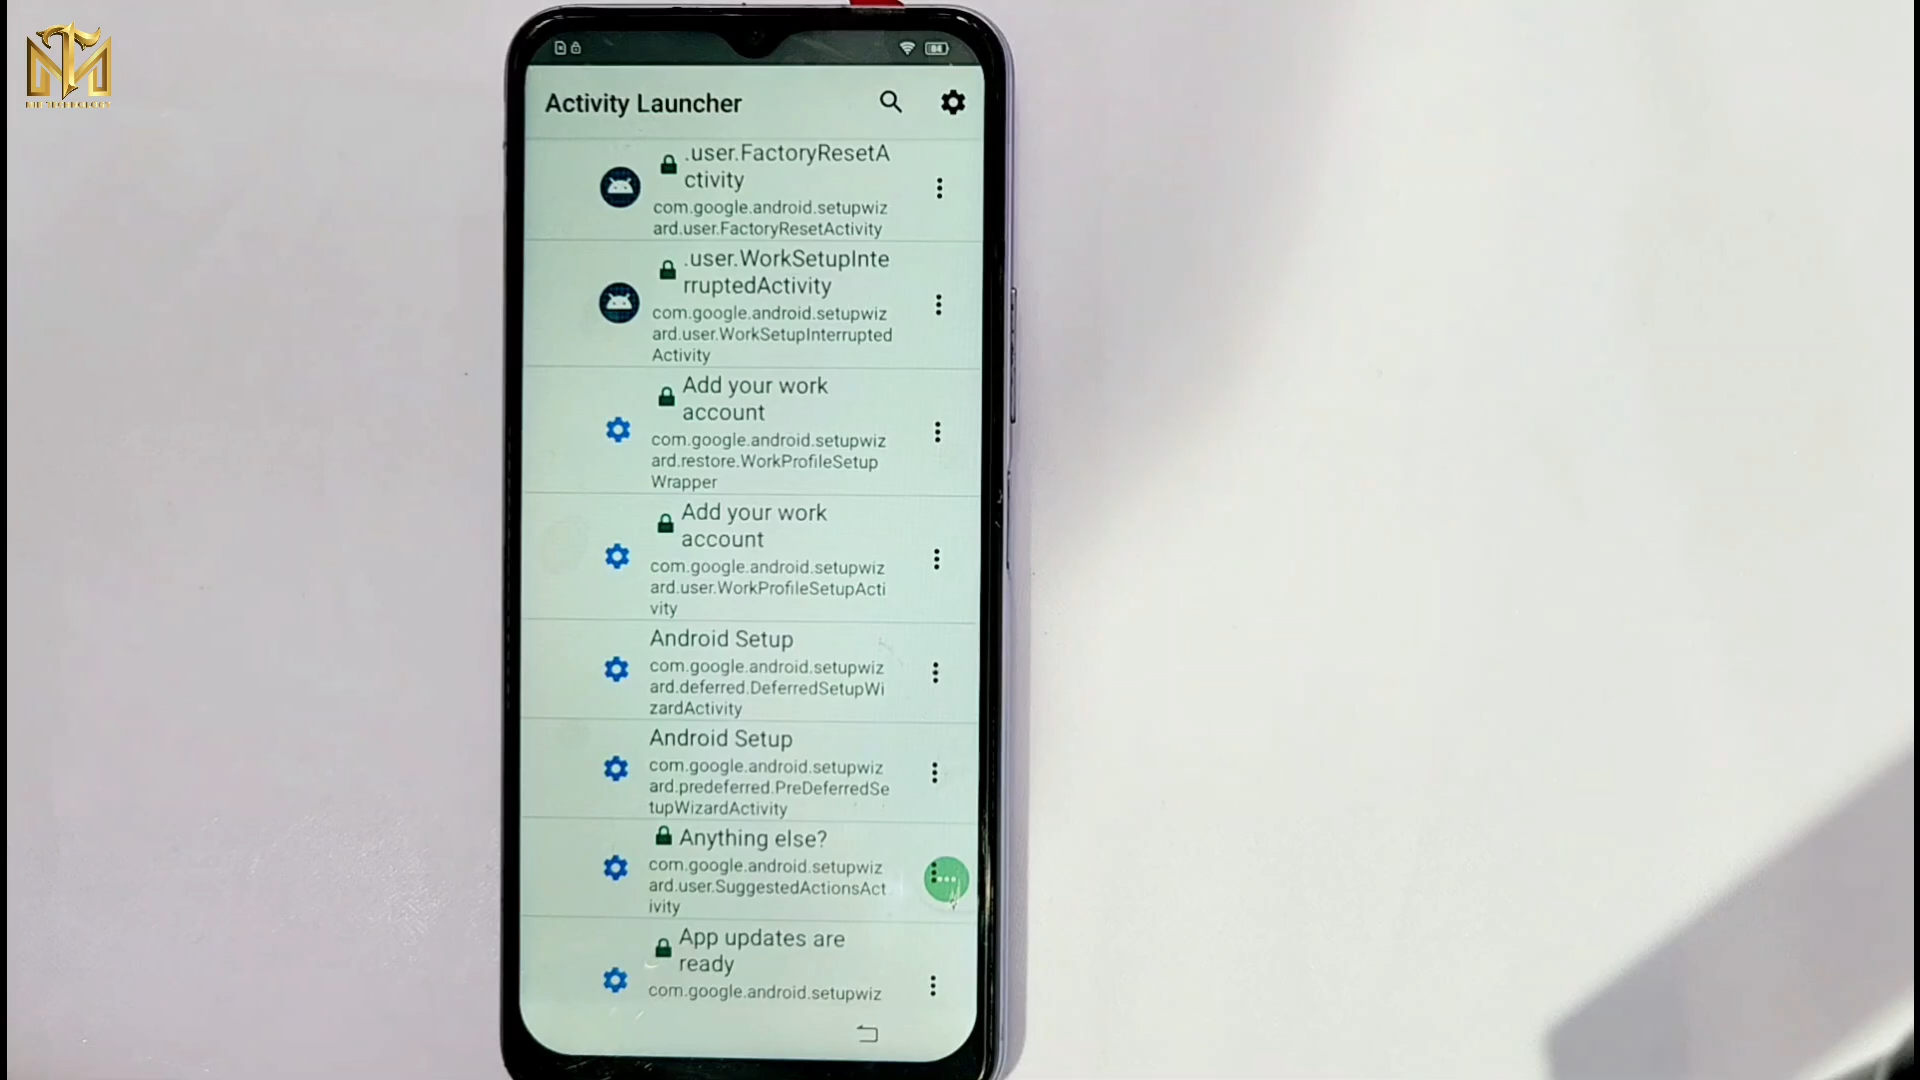 84
Activity Launcher
.user.FactoryResetA
ctivity
com.google.android.setupwiz
ard.user.FactoryResetActivity
.user.WorkSetupInte
rruptedActivity
com.google.android.setupwiz
ard.user.WorkSetupInterrupted
Activity
Add your work
account
com.google.android.setupwiz
ard.restore.WorkProfileSetup
Wrapper
Add your work
account
com.google.android.setupwiz
ard.user.WorkProfileSetupActi
vity
Android Setup
com.google.android.setupwiz
ard.deferred.DeferredSetupWi
zardActivity
Android Setup
com.google.android.setupwiz
ard.predeferred.PreDeferredSe
tupWizardActivity
Anything else?
com.google.android.setupwiz
ard.user.SuggestedActionsAct
ivity
App updates are
ready
com.google.android.setupwiz